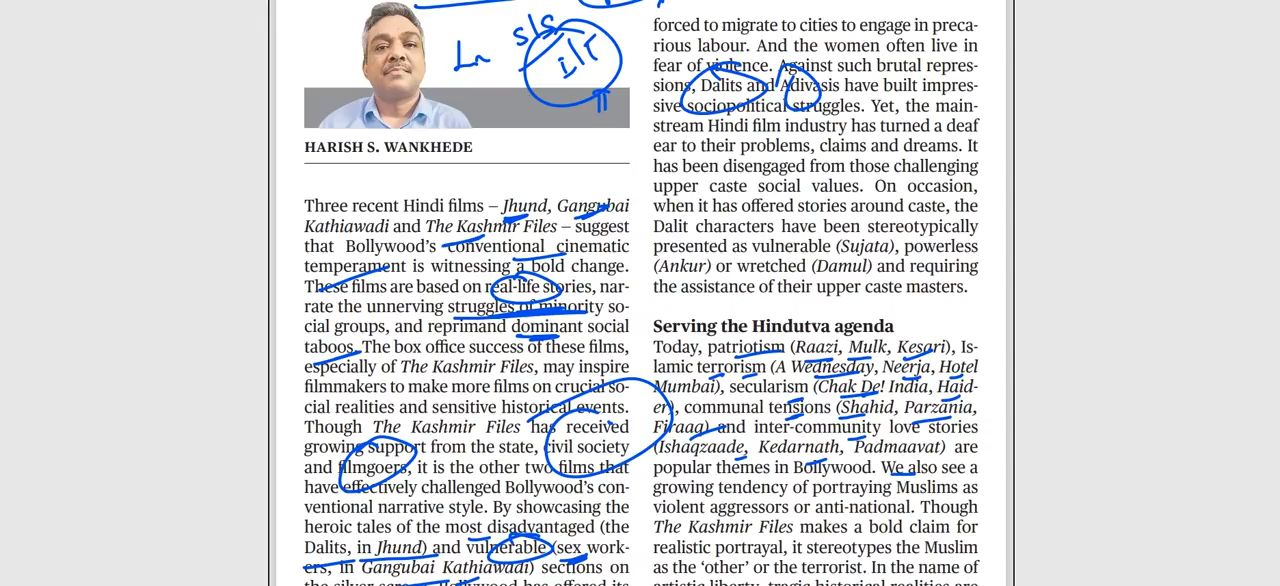 HARISH S. WANKHEDE
Three recent Hindi films – Jhund, Gangubai
Kathiawadi and The Kashmir Files – suggest
that Bollywood's conventional cinematic
temperament is witnessing a bold change.
These films are based on real-life stories, nar-
rate the unnerving struggles of minority so-
cial groups, and reprimand dominant social
taboos. The box office success of these films,
especially of The Kashmir Files, may inspire
filmmakers to make more films on crucial so-
cial realities and sensitive historical events.
Though The Kashmir Files has received
growing support from the state, civil society
and filmgoers, it is the other two films that
have effectively challenged Bollywood's con-
ventional narrative style. By showcasing the
heroic tales of the most disadvantaged (the
Dalits, in Jhund) and vulnerable (sex work-
ers, in Gangubai Kathiawadi) sections on
the silver screen, Bollywood has offered its
forced to migrate to cities to engage in preca-
rious labour. And the women often live in
fear of violence. Against such brutal repres-
sions, Dalits and Adivasis have built impres-
sive sociopolitical struggles. Yet, the main-
stream Hindi film industry has turned a deaf
ear to their problems, claims and dreams. It
has been disengaged from those challenging
upper caste social values. On occasion,
when it has offered stories around caste, the
Dalit characters have been stereotypically
presented as vulnerable (Sujata), powerless
(Ankur) or wretched (Damul) and requiring
the assistance of their upper caste masters.
Serving the Hindutva agenda
Today, patriotism (Raazi, Mulk, Kesari), Is-
lamic terrorism (A Wednesday, Neerja, Hotel
Mumbai), secularism (Chak De! India, Haid-
er), communal tensions (Shahid, Parzania,
Firaaq) and inter-community love stories
(Ishaqzaade, Kedarnath, Padmaavat) are
popular themes in Bollywood. We also see a
growing tendency of portraying Muslims as
violent aggressors or anti-national. Though
The Kashmir Files makes a bold claim for
realistic portrayal, it stereotypes the Muslim
as the 'other' or the terrorist. In the name of
artistic liberty, tragic historical realities are